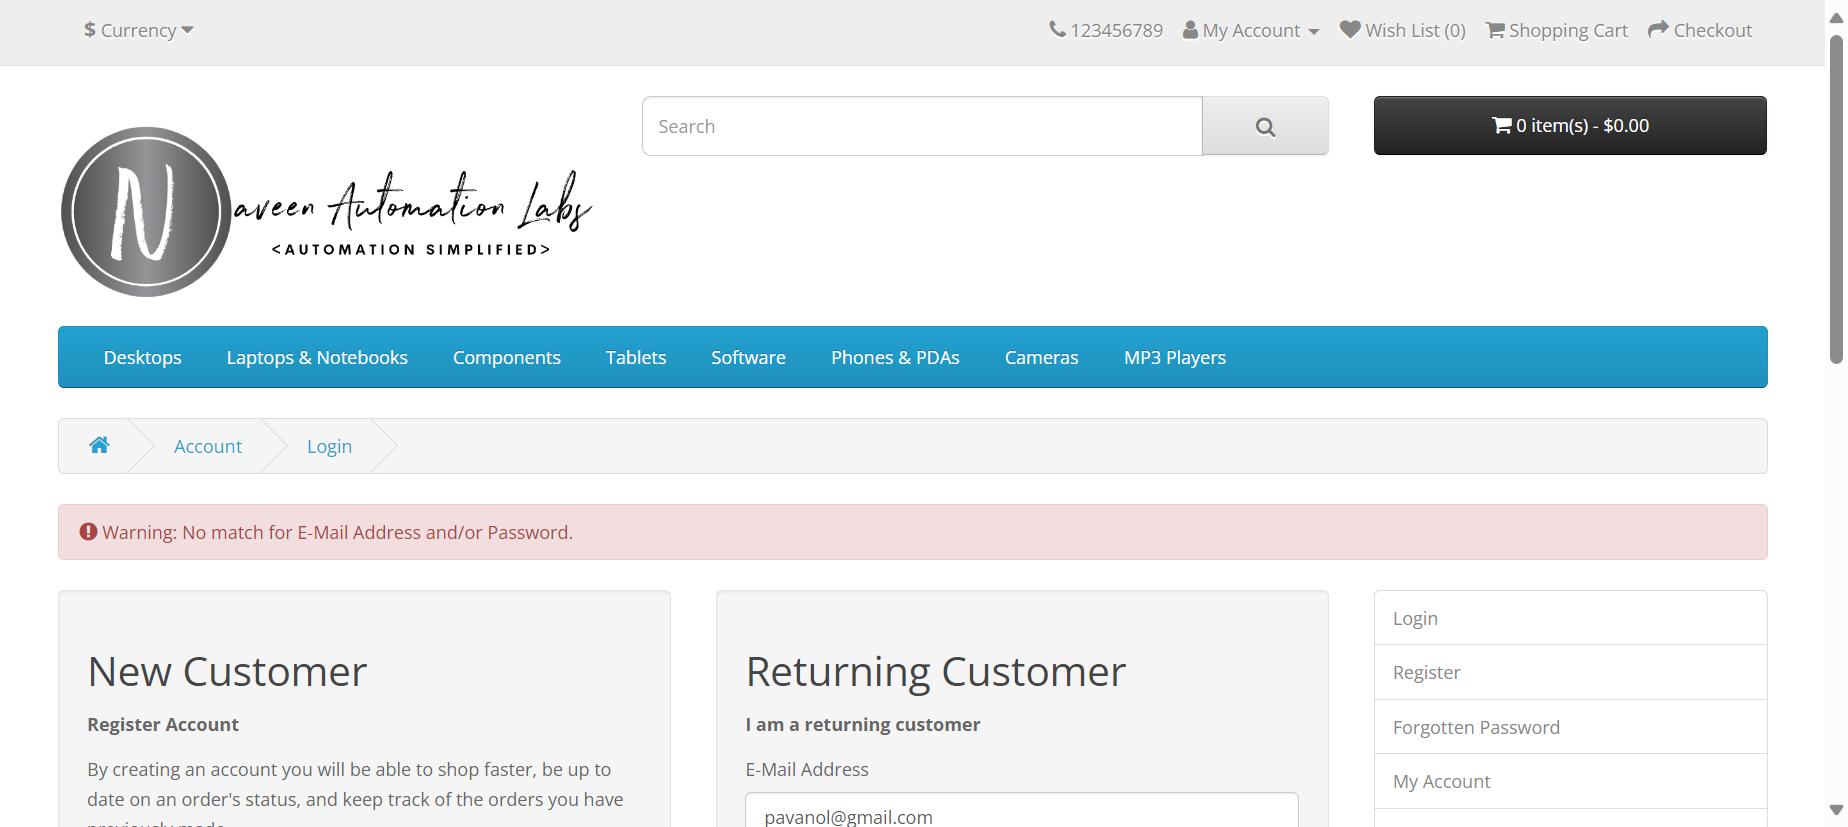 $ Currency
123456789 My Account Wish List (0) Shopping Cart Checkout
Search
0 item(s) - $0.00
Naveen Automation Labs
<AUTOMATION SIMPLIFIED>
Desktops Laptops & Notebooks Components Tablets Software Phones & PDAs Cameras MP3 Players
Account Login
Warning: No match for E-Mail Address and/or Password.
New Customer
Register Account
By creating an account you will be able to shop faster, be up to
date on an order's status, and keep track of the orders you have
previously made.
Returning Customer
I am a returning customer
E-Mail Address
pavanol@gmail.com
Login
Register
Forgotten Password
My Account